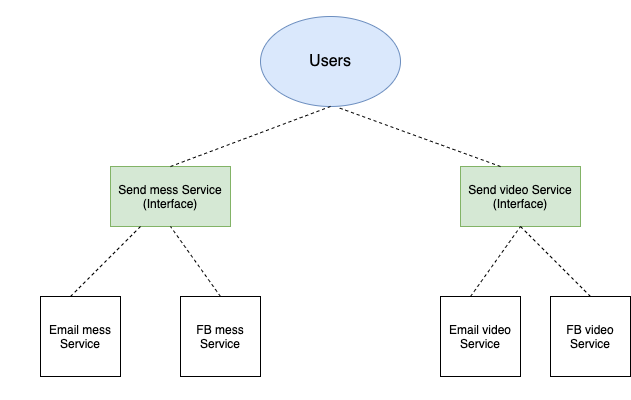 Users
Send mess Service
(Interface)
Send video Service
(Interface)
Email mess
Service
FB mess
Service
Email video
Service
FB video
Service